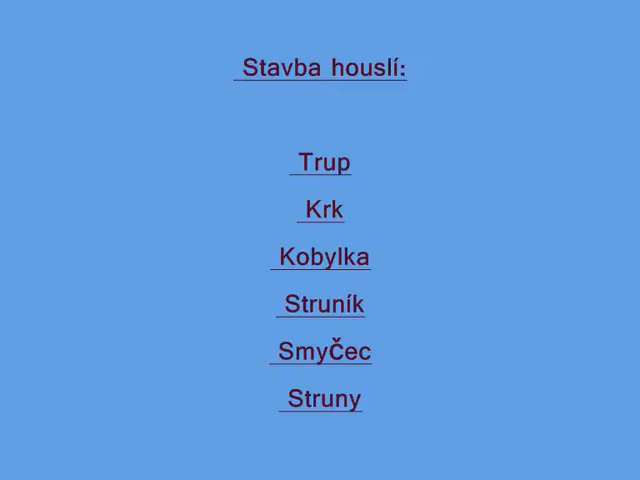 Stavba houslí:
Trup
Krk
Kobylka
Struník
SmyČec
Struny